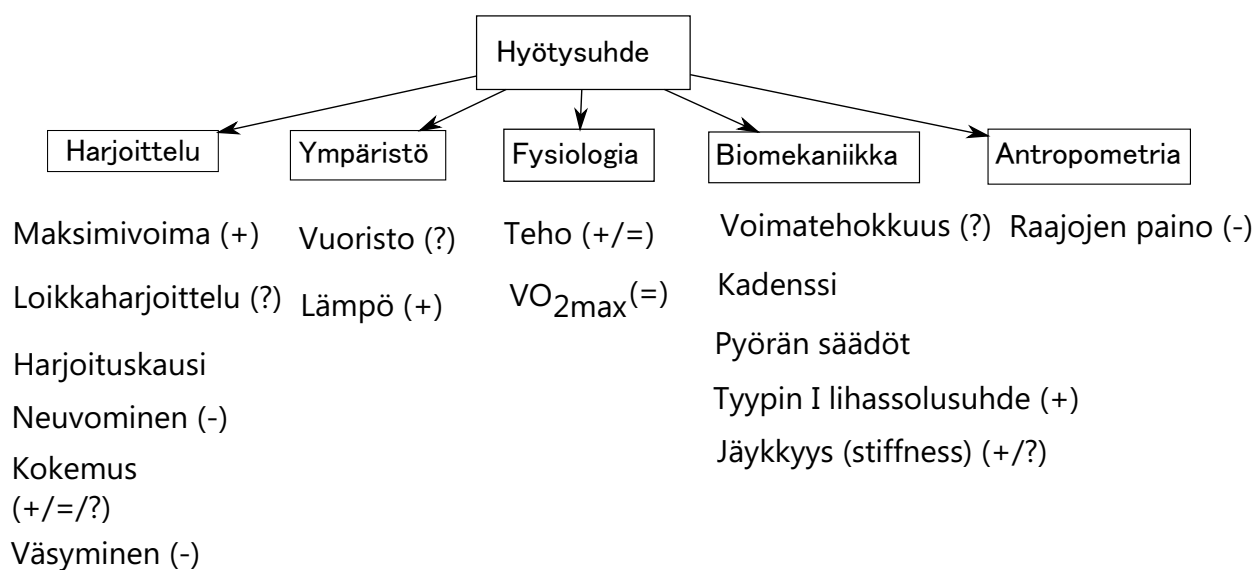 Hyötysuhde
Harjoittelu
Maksimivoima (+)
Loikkaharjoittelu (?)
Harjoituskausi
Neuvominen (-)
Kokemus
(+/=/?)
Väsyminen (-)
Ympäristö
Vuoristo (?)
Lämpö (+)
Fysiologia
Teho (+/=)
VO2max(=)
Biomekaniikka
Voimatehokkuus (?)
Kadenssi
Pyörän säädöt
Tyypin I lihassolusuhde (+)
Jäykkyys (stiffness) (+/?)
Antropometria
Raajojen paino (-)